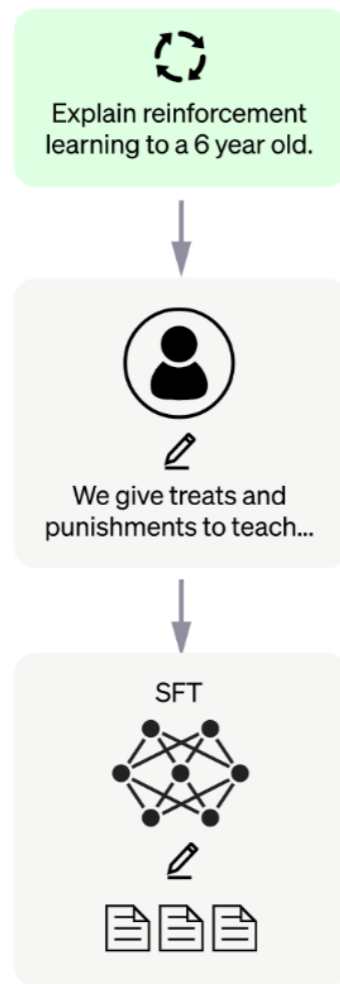 Explain reinforcement
learning to a 6 year old.
We give treats and
punishments to teach...
SFT